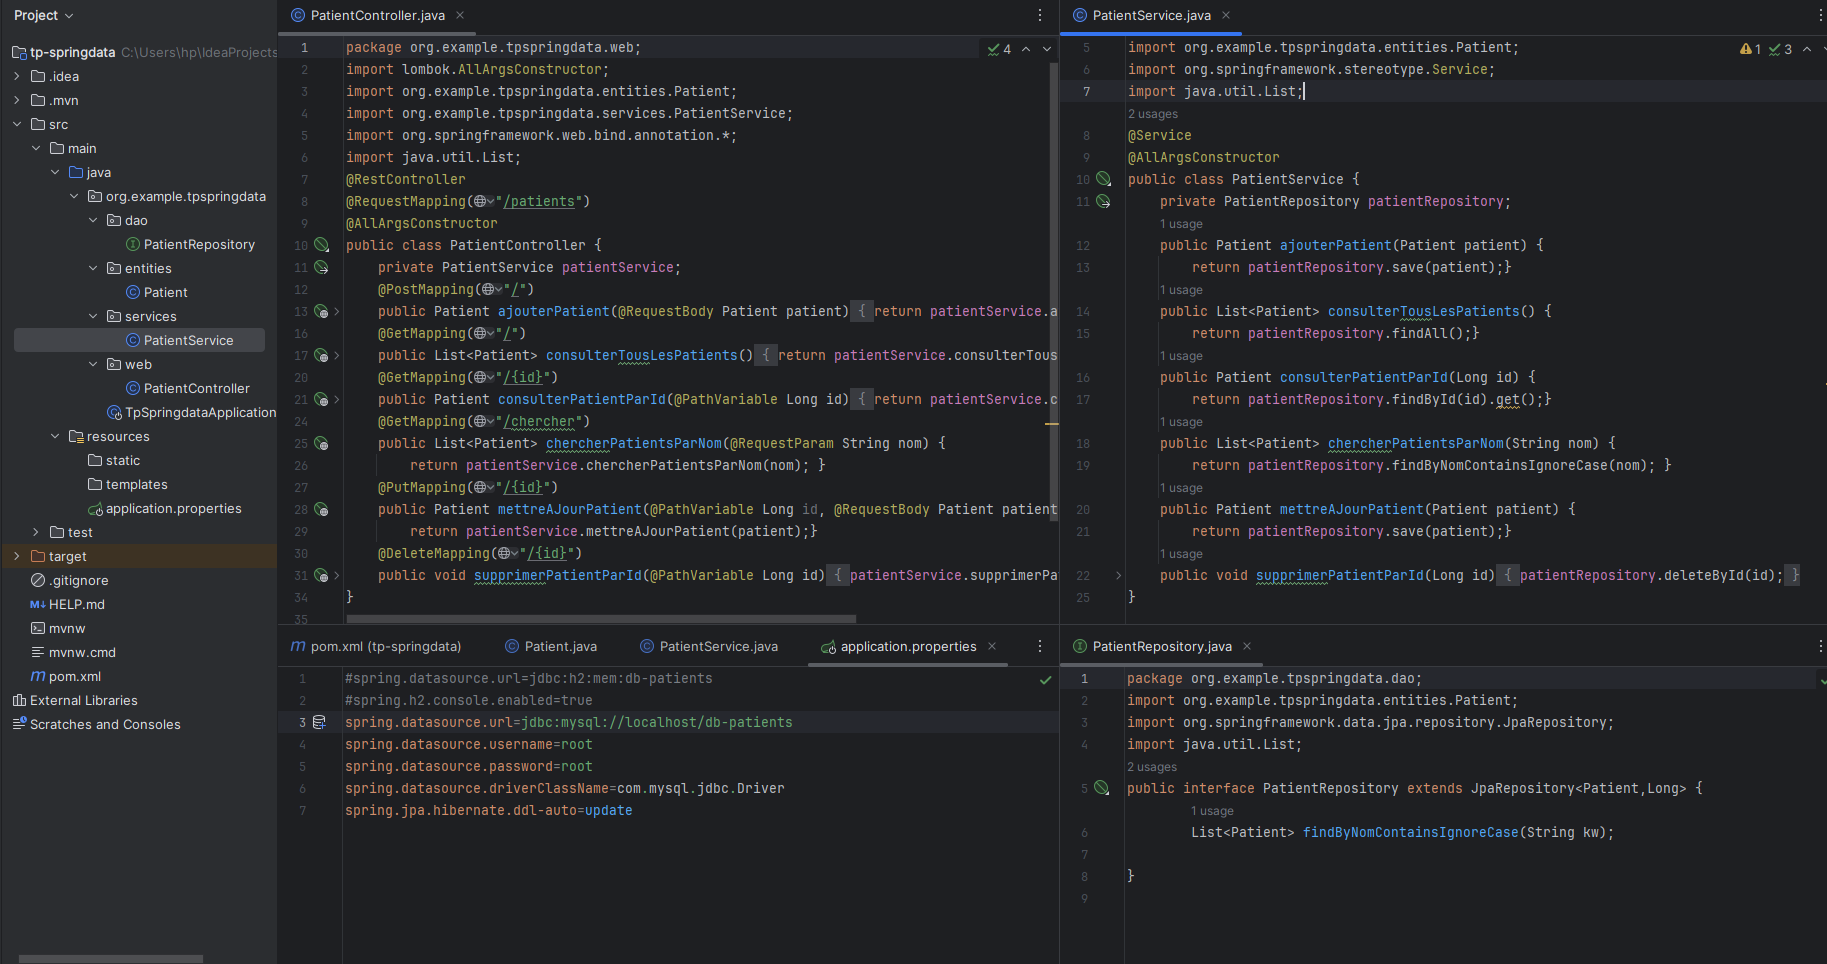 Project
tp-springdata C:\Users\hp\IdeaProjects
.idea
.mvn
src
main
java
org.example.tpspringdata
dao
PatientRepository
entities
Patient
services
PatientService
web
PatientController
TpSpringdataApplication
resources
static
templates
application.properties
test
target
.gitignore
HELP.md
mvnw
mvnw.cmd
pom.xml
External Libraries
Scratches and Consoles
PatientController.java
4
1 package org.example.tpspringdata.web;
2 import lombok.AllArgsConstructor;
3 import org.example.tpspringdata.entities.Patient;
4 import org.example.tpspringdata.services.PatientService;
5 import org.springframework.web.bind.annotation.*;
6 import java.util.List;
7 @RestController
8 @RequestMapping("/patients")
9 @AllArgsConstructor
10 public class PatientController {
11 private PatientService patientService;
12 @PostMapping("/")
13 public Patient ajouterPatient(@RequestBody Patient patient) { return patientService.a
16 @GetMapping("/")
17 public List<Patient> consulterTousLesPatients() { return patientService.consulterTous
20 @GetMapping("/{id}")
21 public Patient consulterPatientParId(@PathVariable Long id) { return patientService.c
24 @GetMapping("/chercher")
25 public List<Patient> chercherPatientsParNom(@RequestParam String nom) {
26 return patientService.chercherPatientsParNom(nom); }
27 @PutMapping("/{id}")
28 public Patient mettreAJourPatient(@PathVariable Long id, @RequestBody Patient patient
29 return patientService.mettreAJourPatient(patient);}
30 @DeleteMapping("/{id}")
31 public void supprimerPatientParId(@PathVariable Long id) { patientService.supprimerPa
34 }
35
PatientService.java
1 3
5 import org.example.tpspringdata.entities.Patient;
6 import org.springframework.stereotype.Service;
7 import java.util.List;
2 usages
8 @Service
9 @AllArgsConstructor
10 public class PatientService {
11 private PatientRepository patientRepository;
1 usage
12 public Patient ajouterPatient(Patient patient) {
13 return patientRepository.save(patient);}
1 usage
14 public List<Patient> consulterTousLesPatients() {
15 return patientRepository.findAll();}
1 usage
16 public Patient consulterPatientParId(Long id) {
17 return patientRepository.findById(id).get();}
1 usage
18 public List<Patient> chercherPatientsParNom(String nom) {
19 return patientRepository.findByNomContainsIgnoreCase(nom); }
1 usage
20 public Patient mettreAJourPatient(Patient patient) {
21 return patientRepository.save(patient);}
1 usage
22 public void supprimerPatientParId(Long id) { patientRepository.deleteById(id); }
25 }
pom.xml (tp-springdata) Patient.java PatientService.java application.properties
1 #spring.datasource.url=jdbc:h2:mem:db-patients
2 #spring.h2.console.enabled=true
3 spring.datasource.url=jdbc:mysql://localhost/db-patients
4 spring.datasource.username=root
5 spring.datasource.password=root
6 spring.datasource.driverClassName=com.mysql.jdbc.Driver
7 spring.jpa.hibernate.ddl-auto=update
PatientRepository.java
1 package org.example.tpspringdata.dao;
2 import org.example.tpspringdata.entities.Patient;
3 import org.springframework.data.jpa.repository.JpaRepository;
4 import java.util.List;
2 usages
5 public interface PatientRepository extends JpaRepository<Patient,Long> {
1 usage
6 List<Patient> findByNomContainsIgnoreCase(String kw);
7
8 }
9